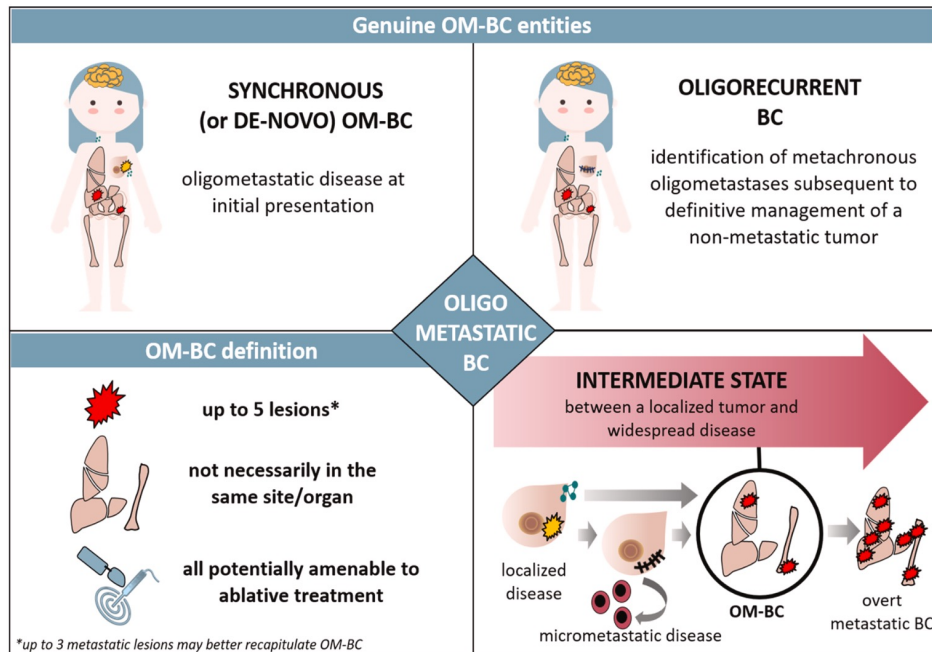 Genuine OM-BC entities
SYNCHRONOUS
(or DE-NOVO) OM-BC
oligometastatic disease at
initial presentation
OLIGORECURRENT
BC
identification of metachronous
oligometastases subsequent to
definitive management of a
non-metastatic tumor
OLIGO
METASTATIC
BC
OM-BC definition
up to 5 lesions*
not necessarily in the
same site/organ
all potentially amenable to
ablative treatment
*up to 3 metastatic lesions may better recapitulate OM-BC
INTERMEDIATE STATE
between a localized tumor and
widespread disease
localized
disease
micrometastatic disease
OM-BC
overt
metastatic BC